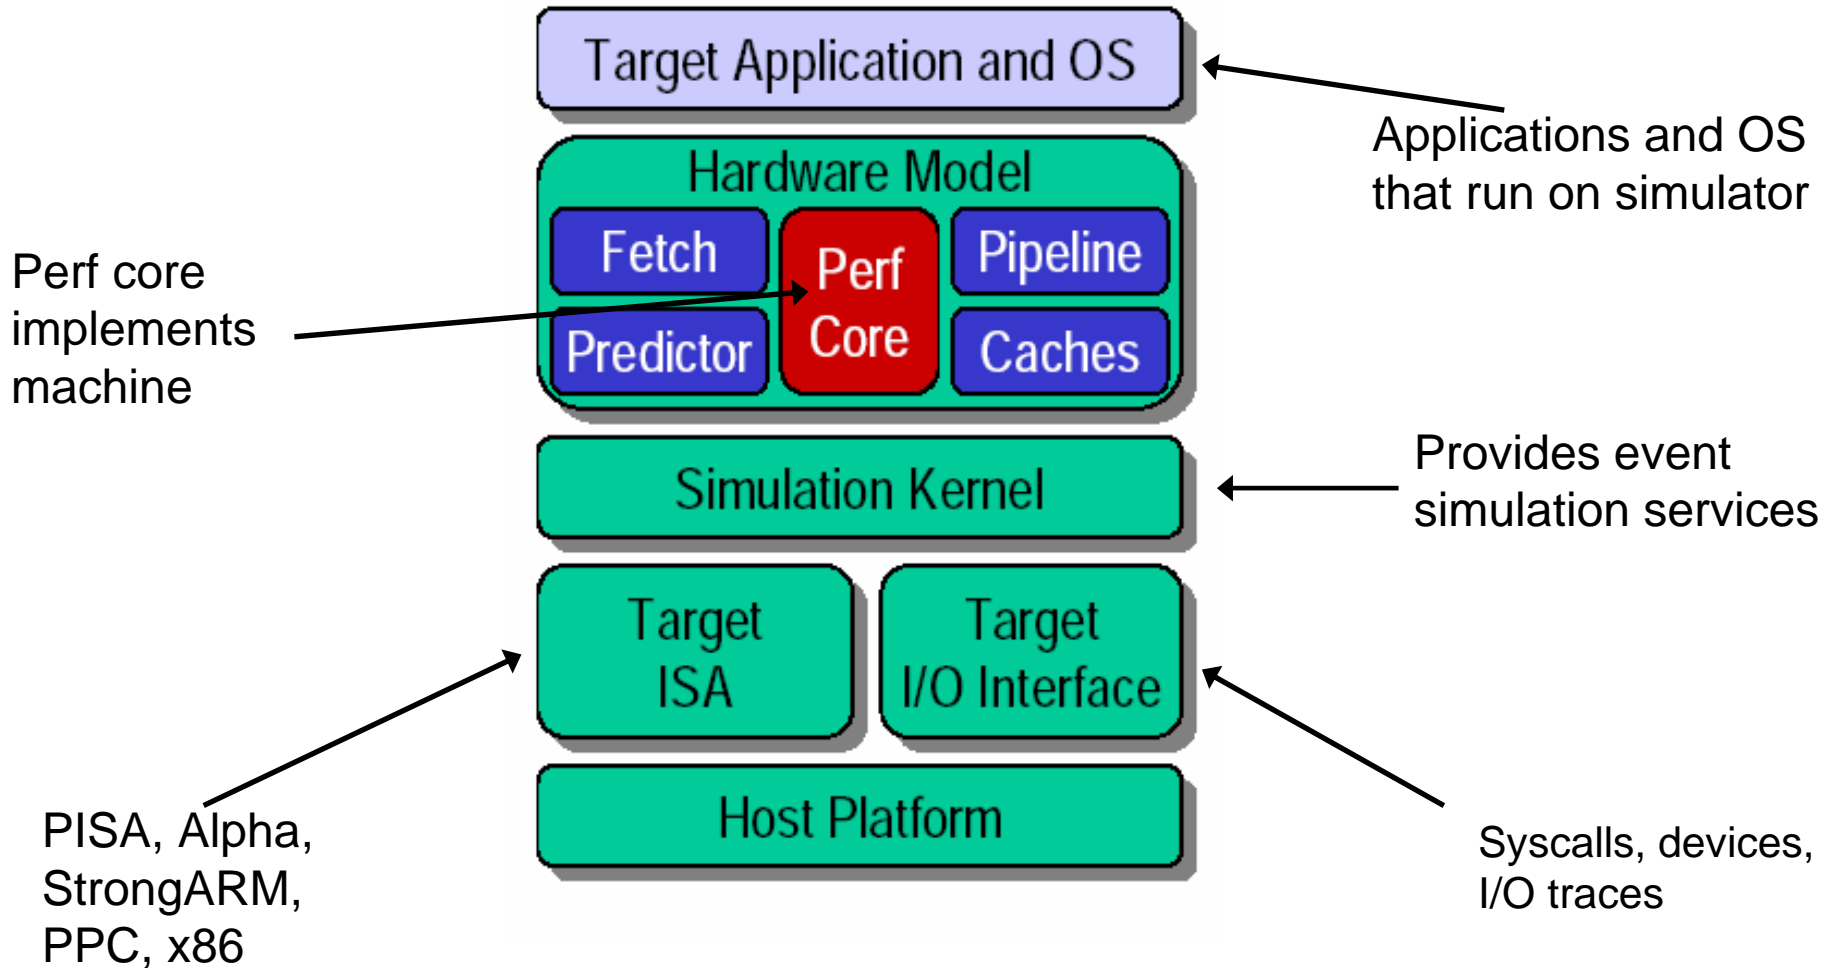 Target Application and OS
Applications and OS
that run on simulator
Hardware Model
Fetch
Perf
Core
Pipeline
Predictor
Caches
Perf core
implements
machine
Simulation Kernel
Provides event
simulation services
Target
ISA
Target
I/O Interface
Host Platform
PISA, Alpha,
StrongARM,
PPC, x86
Syscalls, devices,
I/O traces